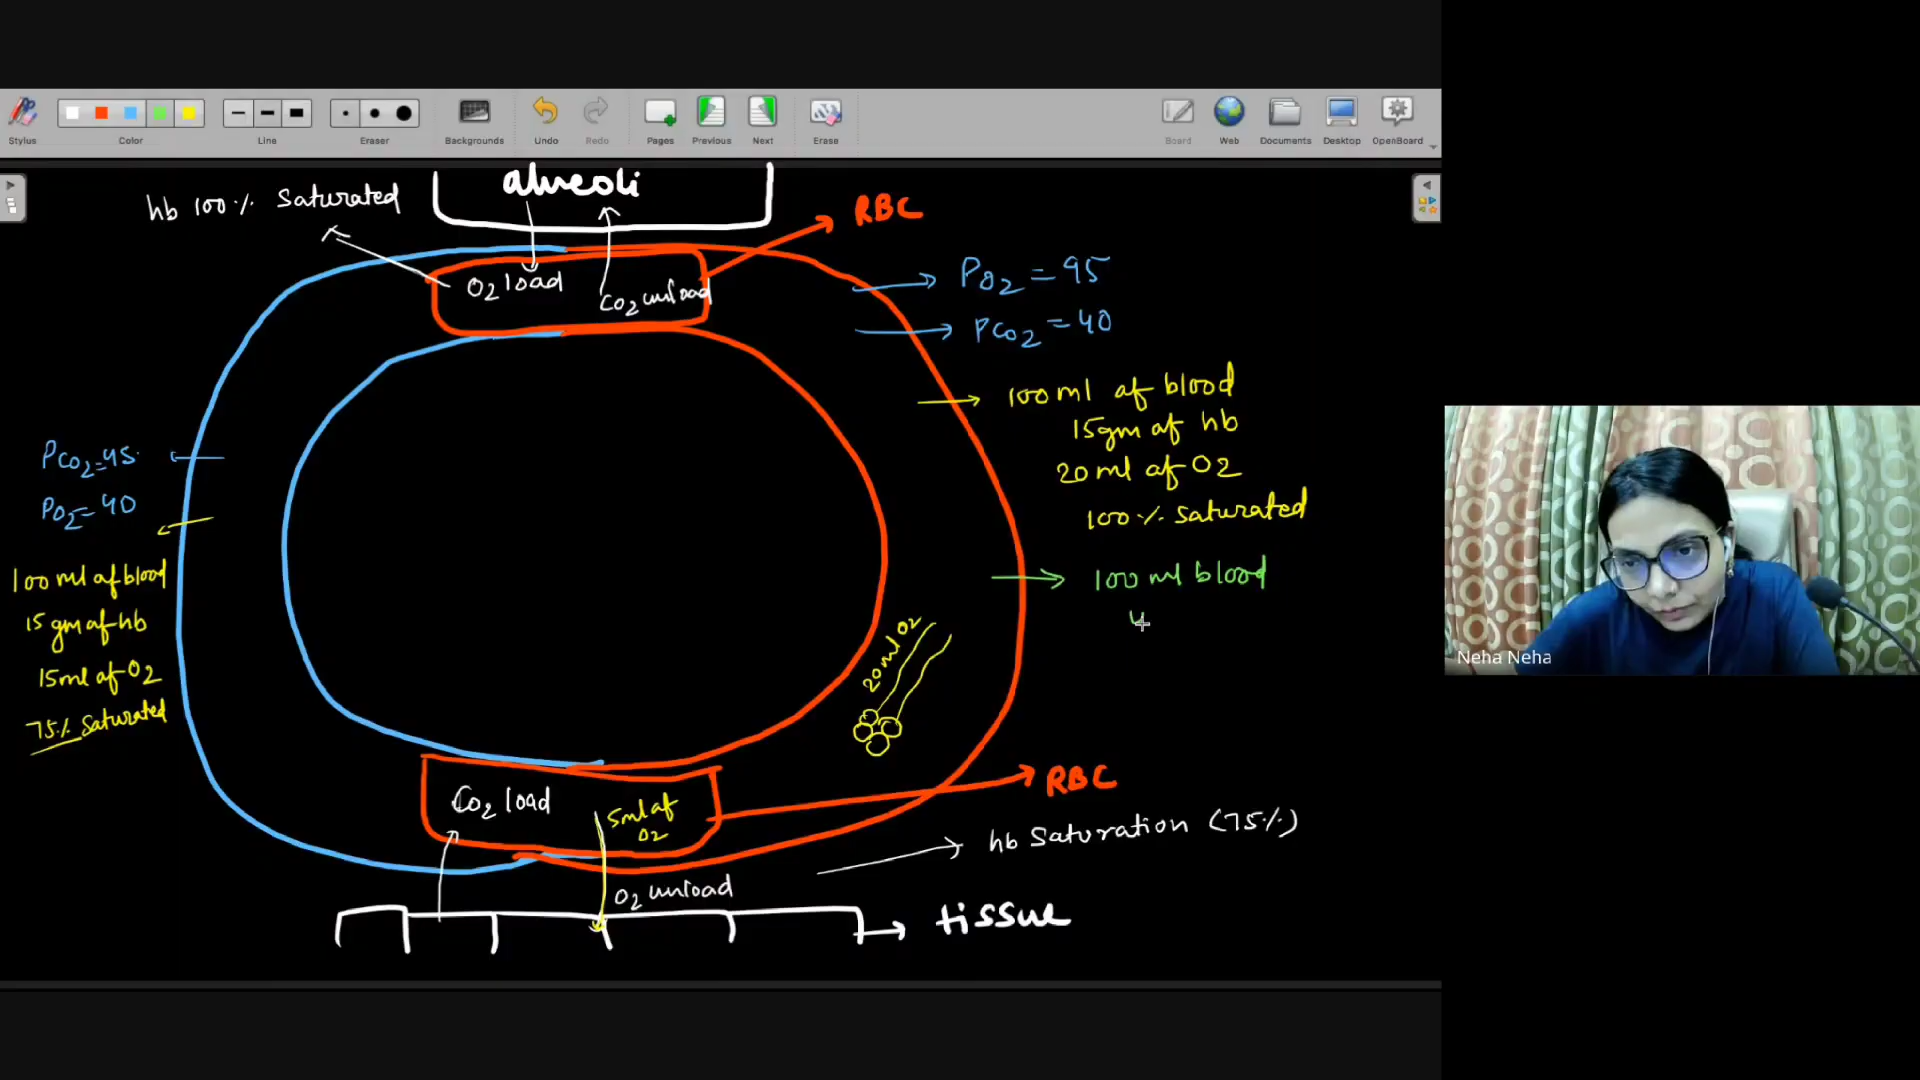 Stylus
Color
Line
Eraser
Backgrounds
Undo
Redo
Pages
Previous
Next
Erase
Board
Web
Documents
Desktop
OpenBoard
alveoli
hb 100% Saturated
RBC
O2 load
CO2 unload
PO2 = 95
PCO2 = 40
100 ml of blood
15gm of hb
20 ml of O2
100% saturated
PCO2=45
PO2=40
100 ml of blood
15 gm of hb
15ml of O2
75% saturated
100 ml blood
20 ml O2
Neha Neha
CO2 load
5ml of
O2
RBC
hb Saturation (75%)
O2 unload
tissue